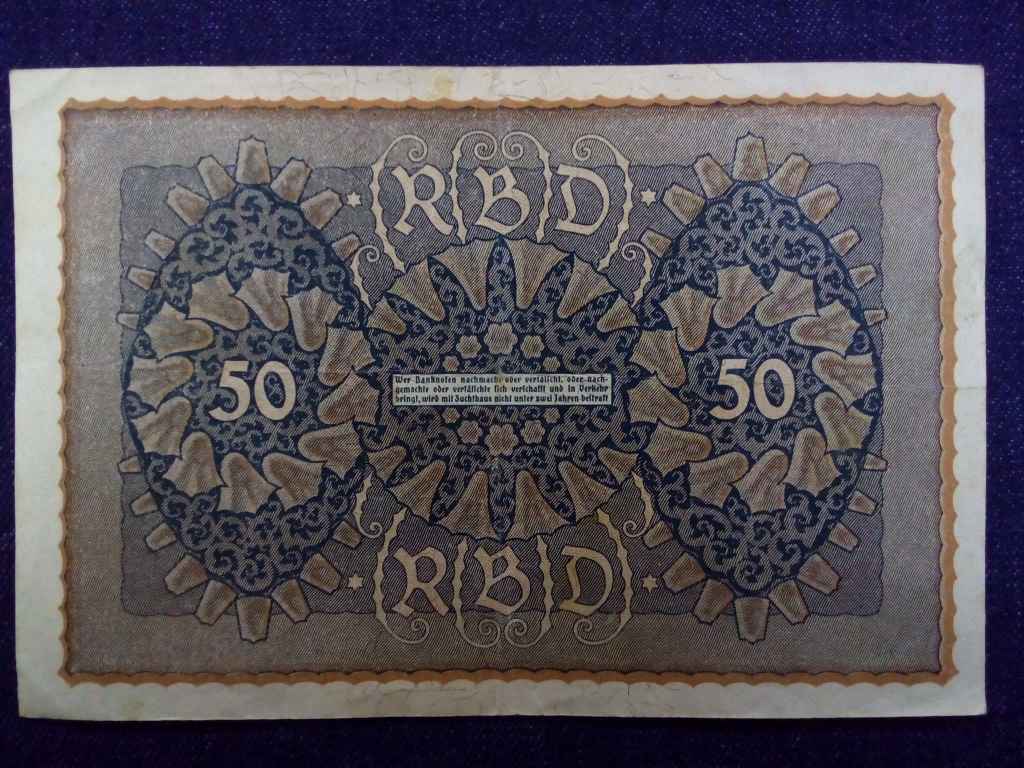 RBD
50
Wer Banknoten nachmacht oder verfälscht, oder nach-
gemachte oder verfälschte sich verschafft und in Verkehr
bringt, wird mit Zuchthaus nicht unter zwei Jahren bestraft
50
RBD